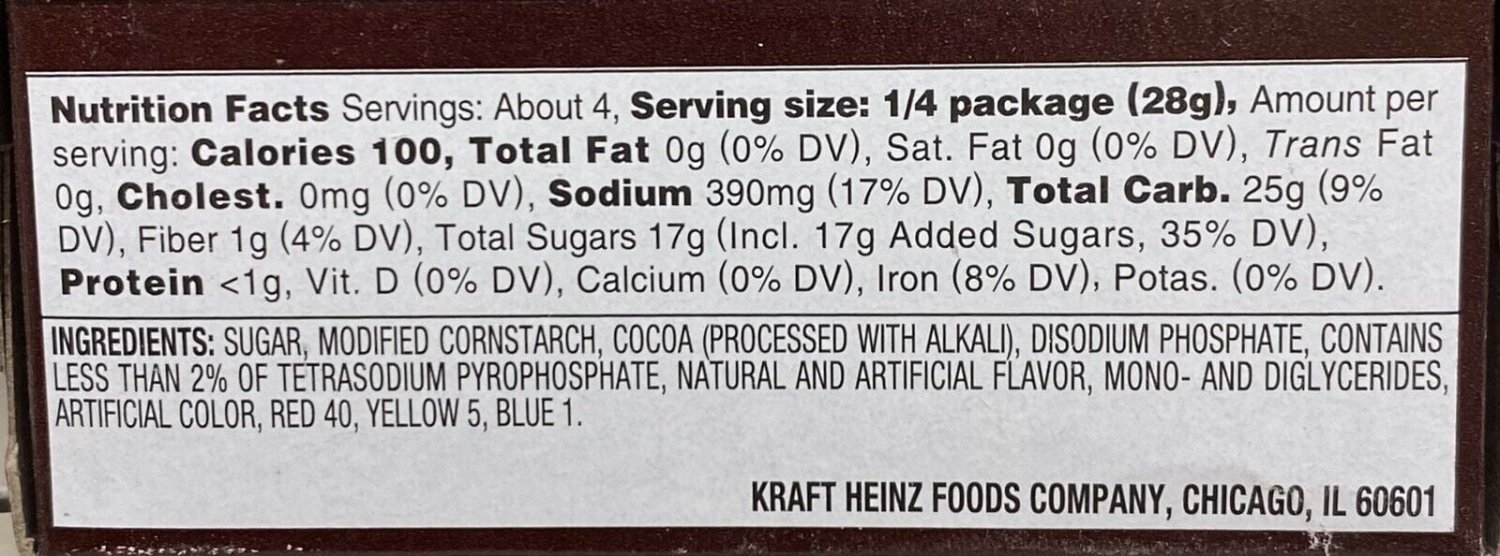 Nutrition Facts Servings: About 4, Serving size: 1/4 package (28g), Amount per
serving: Calories 100, Total Fat 0g (0% DV), Sat. Fat 0g (0% DV), Trans Fat
0g, Cholest. 0mg (0% DV), Sodium 390mg (17% DV), Total Carb. 25g (9%
DV), Fiber 1g (4% DV), Total Sugars 17g (Incl. 17g Added Sugars, 35% DV),
Protein <1g, Vit. D (0% DV), Calcium (0% DV), Iron (8% DV), Potas. (0% DV).
INGREDIENTS: SUGAR, MODIFIED CORNSTARCH, COCOA (PROCESSED WITH ALKALI), DISODIUM PHOSPHATE, CONTAINS
LESS THAN 2% OF TETRASODIUM PYROPHOSPHATE, NATURAL AND ARTIFICIAL FLAVOR, MONO- AND DIGLYCERIDES,
ARTIFICIAL COLOR, RED 40, YELLOW 5, BLUE 1.
KRAFT HEINZ FOODS COMPANY, CHICAGO, IL 60601